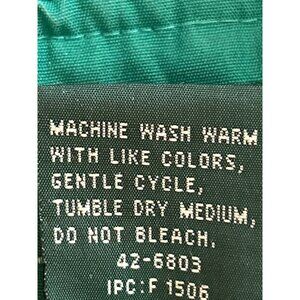 MACHINE WASH WARM
WITH LIKE COLORS,
GENTLE CYCLE,
TUMBLE DRY MEDIUM,
DO NOT BLEACH.
42-6803
IPC:F 1506